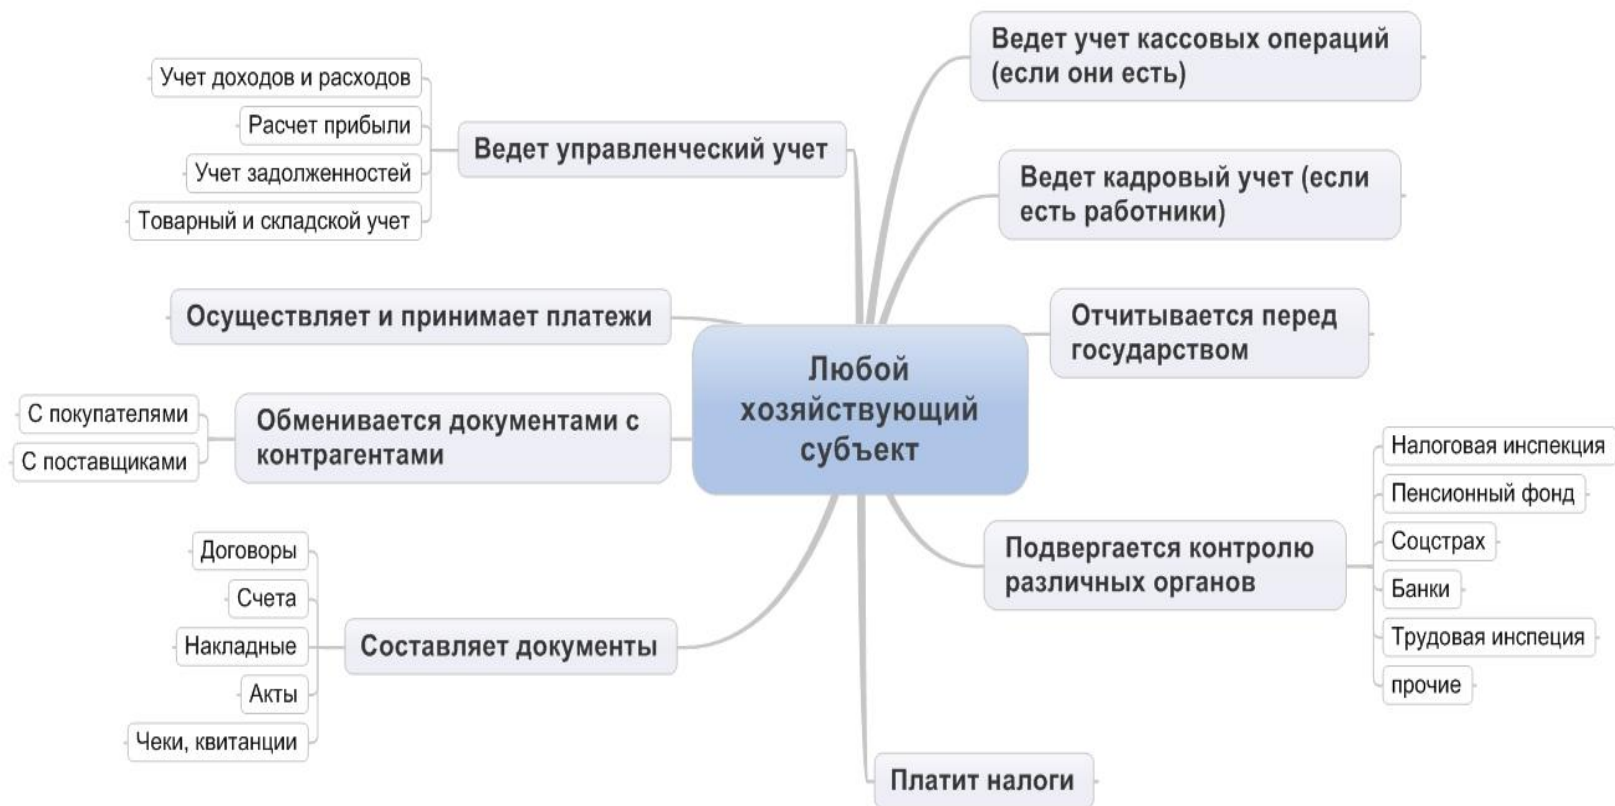 Ведет учет кассовых операций
(если они есть)
Учет доходов и расходов
Расчет прибыли
Ведет управленческий учет
Учет задолженностей
Товарный и складской учет
Ведет кадровый учет (если
есть работники)
Осуществляет и принимает платежи
Отчитывается перед
государством
Любой
хозяйствующий
субъект
С покупателями
Обменивается документами с
контрагентами
С поставщиками
Налоговая инспекция
Пенсионный фонд
Подвергается контролю
различных органов
Соцстрах
Банки
Трудовая инспеция
прочие
Договоры
Счета
Накладные
Составляет документы
Акты
Чеки, квитанции
Платит налоги